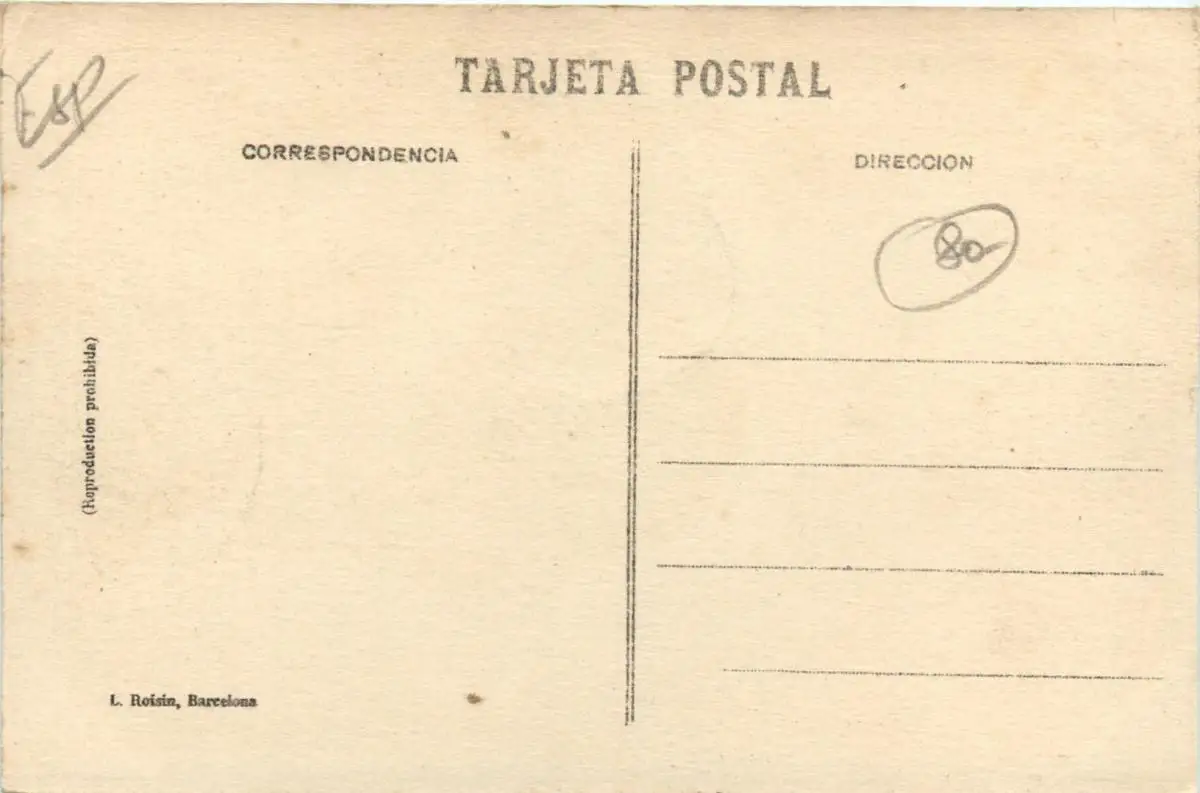 ESP
TARJETA POSTAL
CORRESPONDENCIA
DIRECCION
80
(Reproduction prohibida)
L. Roisin, Barcelona